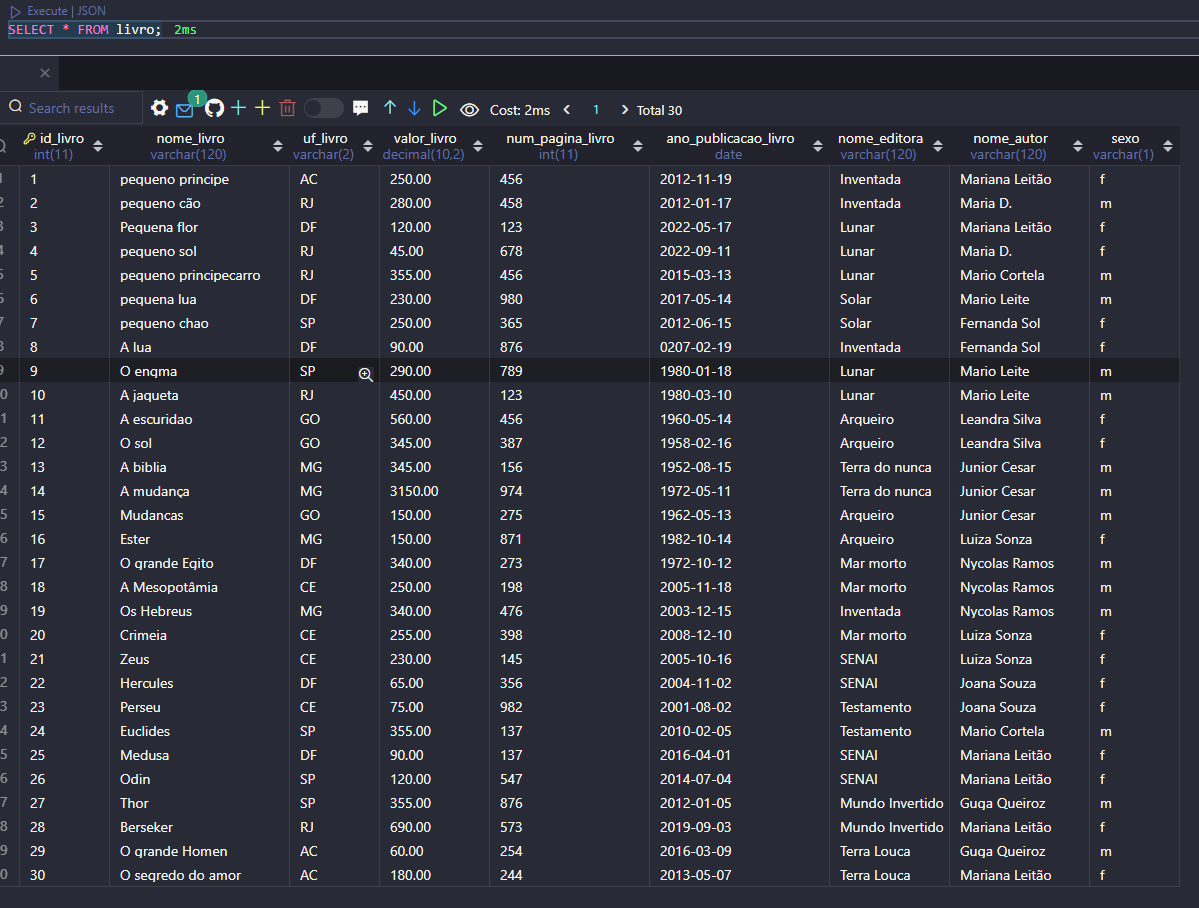 Execute | JSON
SELECT * FROM livro; 2ms
Search results 1 Cost: 2ms 1 Total 30
id_livro nome_livro uf_livro valor_livro num_pagina_livro ano_publicacao_livro nome_editora nome_autor sexo
int(11) varchar(120) varchar(2) decimal(10,2) int(11) date varchar(120) varchar(120) varchar(1)
1 pequeno principe AC 250.00 456 2012-11-19 Inventada Mariana Leitão f
2 pequeno cão RJ 280.00 458 2012-01-17 Inventada Maria D. m
3 Pequena flor DF 120.00 123 2022-05-17 Lunar Mariana Leitão f
4 pequeno sol RJ 45.00 678 2022-09-11 Lunar Maria D. f
5 pequeno principecarro RJ 355.00 456 2015-03-13 Lunar Mario Cortela m
6 pequena lua DF 230.00 980 2017-05-14 Solar Mario Leite m
7 pequeno chao SP 250.00 365 2012-06-15 Solar Fernanda Sol f
8 A lua DF 90.00 876 0207-02-19 Inventada Fernanda Sol f
9 O engma SP 290.00 789 1980-01-18 Lunar Mario Leite m
10 A jaqueta RJ 450.00 123 1980-03-10 Lunar Mario Leite m
11 A escuridao GO 560.00 456 1960-05-14 Arqueiro Leandra Silva f
12 O sol GO 345.00 387 1958-02-16 Arqueiro Leandra Silva f
13 A biblia MG 345.00 156 1952-08-15 Terra do nunca Junior Cesar m
14 A mudança MG 3150.00 974 1972-05-11 Terra do nunca Junior Cesar m
15 Mudancas GO 150.00 275 1962-05-13 Arqueiro Junior Cesar m
16 Ester MG 150.00 871 1982-10-14 Arqueiro Luiza Sonza f
17 O grande Egito DF 340.00 273 1972-10-12 Mar morto Nycolas Ramos m
18 A Mesopotâmia CE 250.00 198 2005-11-18 Mar morto Nycolas Ramos m
19 Os Hebreus MG 340.00 476 2003-12-15 Inventada Nycolas Ramos m
20 Crimeia CE 255.00 398 2008-12-10 Mar morto Luiza Sonza f
21 Zeus CE 230.00 145 2005-10-16 SENAI Luiza Sonza f
22 Hercules DF 65.00 356 2004-11-02 SENAI Joana Souza f
23 Perseu CE 75.00 982 2001-08-02 Testamento Joana Souza f
24 Euclides SP 355.00 137 2010-02-05 Testamento Mario Cortela m
25 Medusa DF 90.00 137 2016-04-01 SENAI Mariana Leitão f
26 Odin SP 120.00 547 2014-07-04 SENAI Mariana Leitão f
27 Thor SP 355.00 876 2012-01-05 Mundo Invertido Guga Queiroz m
28 Berseker RJ 690.00 573 2019-09-03 Mundo Invertido Mariana Leitão f
29 O grande Homen AC 60.00 254 2016-03-09 Terra Louca Guga Queiroz m
30 O segredo do amor AC 180.00 244 2013-05-07 Terra Louca Mariana Leitão f